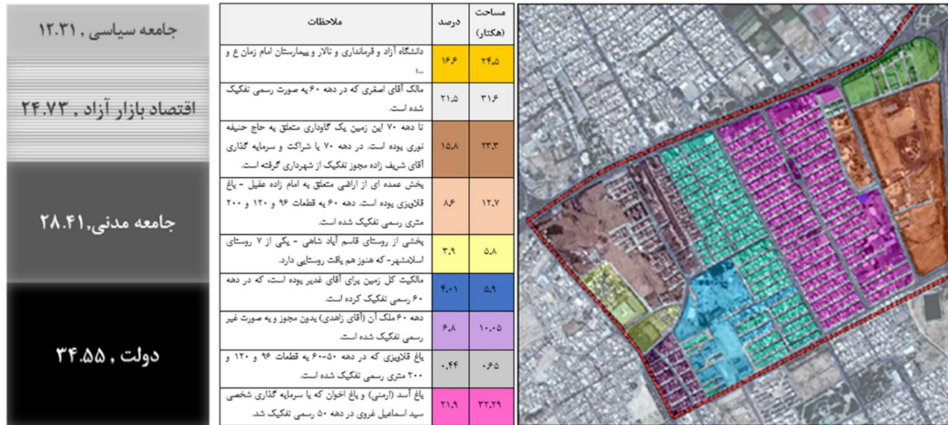 جامعه سیاسی , ۱۲.۳۱
اقتصاد بازار آزاد , ۲۴.۷۳
جامعه مدنی,۲۸.۴۱
دولت , ۳۴.۵۵
ملاحظات درصد مساحت
(هکتار)
دانشگاه آزاد و فرمانداری و تالار و بیمارستان امام زمان ع و
...
۱۶,۶ ۲۴,۵
مالک آقای اصغری که در دهه ۶۰ به صورت رسمی تفکیک
شده است.
۲۱,۵ ۳۱,۶
تا دهه ۷۰ این زمین یک گاوداری متعلق به حاج حنیفه
نوری بوده است. در دهه ۷۰ با شراکت و سرمایه گذاری
آقای شریف زاده مجوز تفکیک از شهرداری گرفته است.
۱۵,۸ ۲۳,۳
بخش عمده ای از اراضی متعلق به امام زاده عقیل - باغ
قلاویزی بوده است. دهه ۶۰ به قطعات ۹۶ و ۱۲۰ و ۲۰۰
متری رسمی تفکیک شده است.
۸,۶ ۱۲,۷
بخشی از روستای قاسم آباد شاهی - یکی از ۷ روستای
اسلامشهر- که هنوز هم بافت روستایی دارد.
۳,۹ ۵,۸
مالکیت کل زمین برای آقای غدیر بوده است، که در دهه
۶۰ رسمی تفکیک کرده است.
۴,۰۱ ۵,۹
دهه ۶۰ ملک آن (آقای زاهدی) بدون مجوز و به صورت غیر
رسمی تفکیک شده است.
۶,۸ ۱۰,۰۵
باغ قلاویزی که در دهه ۵۰-۶۰ به قطعات ۹۶ و ۱۲۰ و
۲۰۰ متری رسمی تفکیک شده است.
۰,۴۴ ۰,۶۵
باغ آسد (ارمنی) و باغ اخوان که با سرمایه گذاری شخصی
سید اسماعیل غروی در دهه ۵۰ رسمی تفکیک شد.
۲۱,۹ ۳۲,۲۹